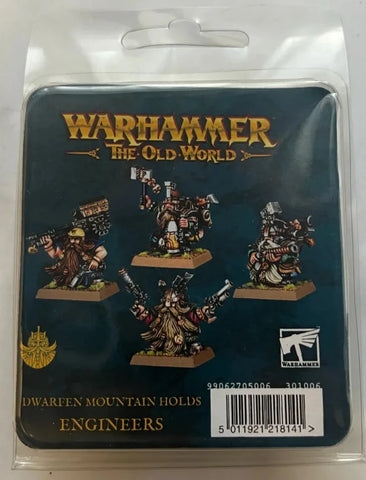 WARHAMMER
THE OLD WORLD
WARHAMMER
99062705006 301006
DWARFEN MOUNTAIN HOLDS
ENGINEERS
5 011921 218141 >